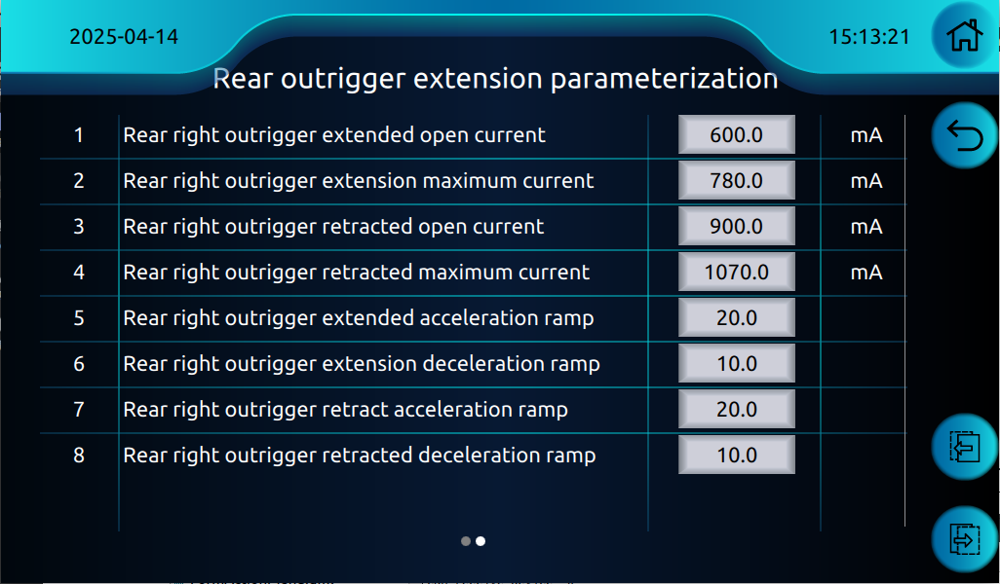 2025-04-14
15:13:21
Rear outrigger extension parameterization
1 Rear right outrigger extended open current 600.0 mA
2 Rear right outrigger extension maximum current 780.0 mA
3 Rear right outrigger retracted open current 900.0 mA
4 Rear right outrigger retracted maximum current 1070.0 mA
5 Rear right outrigger extended acceleration ramp 20.0
6 Rear right outrigger extension deceleration ramp 10.0
7 Rear right outrigger retract acceleration ramp 20.0
8 Rear right outrigger retracted deceleration ramp 10.0